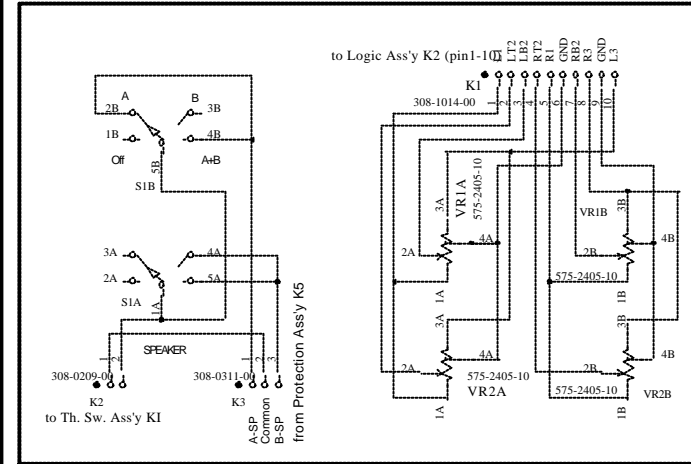 to Logic Ass'y K2 (pin1-10)
L1
LT2
LB2
RT2
R1
GND
RB2
R3
GND
L3
K1
308-1014-00
1
2
3
4
5
6
7
8
9
10
A
B
2B
3B
1B
4B
Off
A+B
5B
S1B
3A
4A
2A
5A
S1A
1A
SPEAKER
1
2
1
2
3
308-0209-00
308-0311-00
K2
K3
to Th. Sw. Ass'y KI
A-SP
Common
B-SP
from Protection Ass'y K5
3A
VR1A
575-2405-10
VR1B
3B
2A
4A
2B
4B
575-2405-10
1A
1B
3A
3B
2A
4A
2B
4B
575-2405-10
575-2405-10
1A
VR2A
1B
VR2B